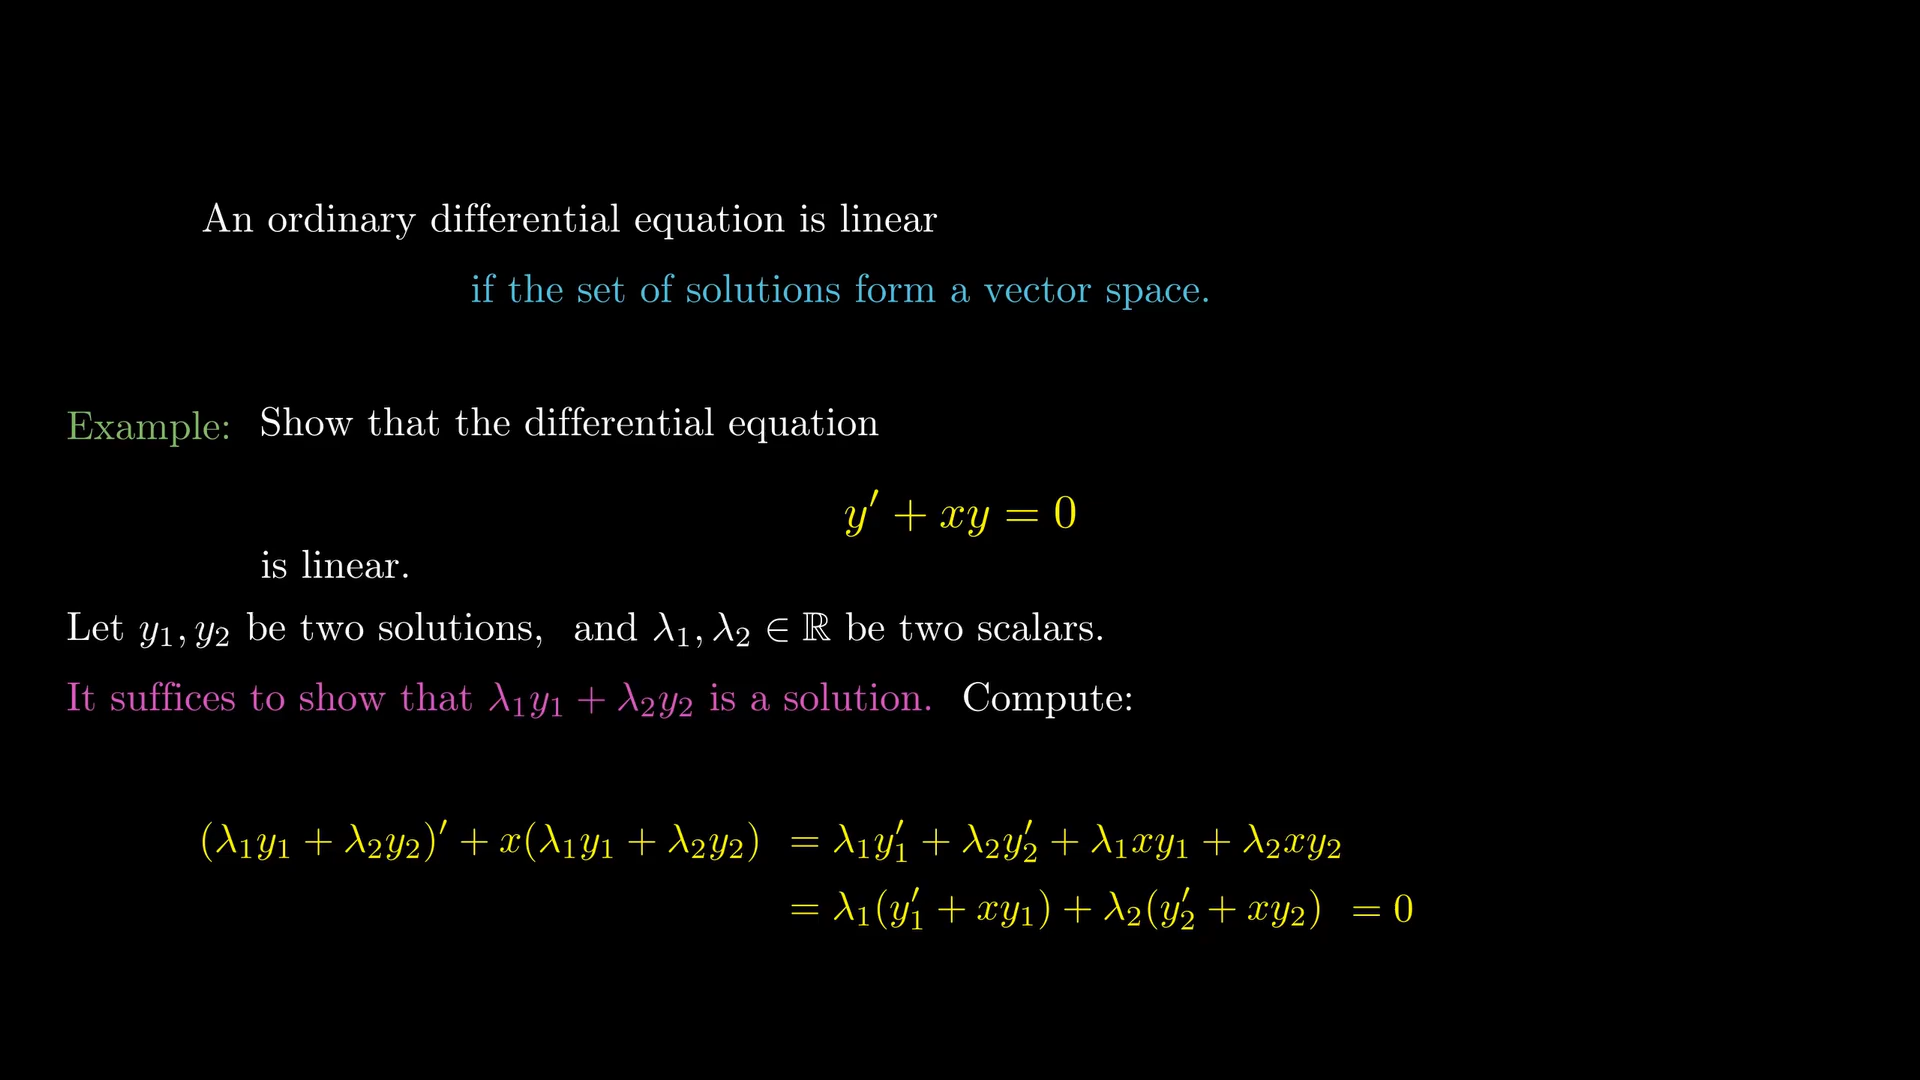 An ordinary differential equation is linear
if the set of solutions form a vector space.
Example: Show that the differential equation
y′ + xy = 0
is linear.
Let y₁, y₂ be two solutions, and λ₁, λ₂ ∈ ℝ be two scalars.
It suffices to show that λ₁y₁ + λ₂y₂ is a solution. Compute:
(λ₁y₁ + λ₂y₂)′ + x(λ₁y₁ + λ₂y₂) = λ₁y₁′ + λ₂y₂′ + λ₁xy₁ + λ₂xy₂
= λ₁(y₁′ + xy₁) + λ₂(y₂′ + xy₂) = 0